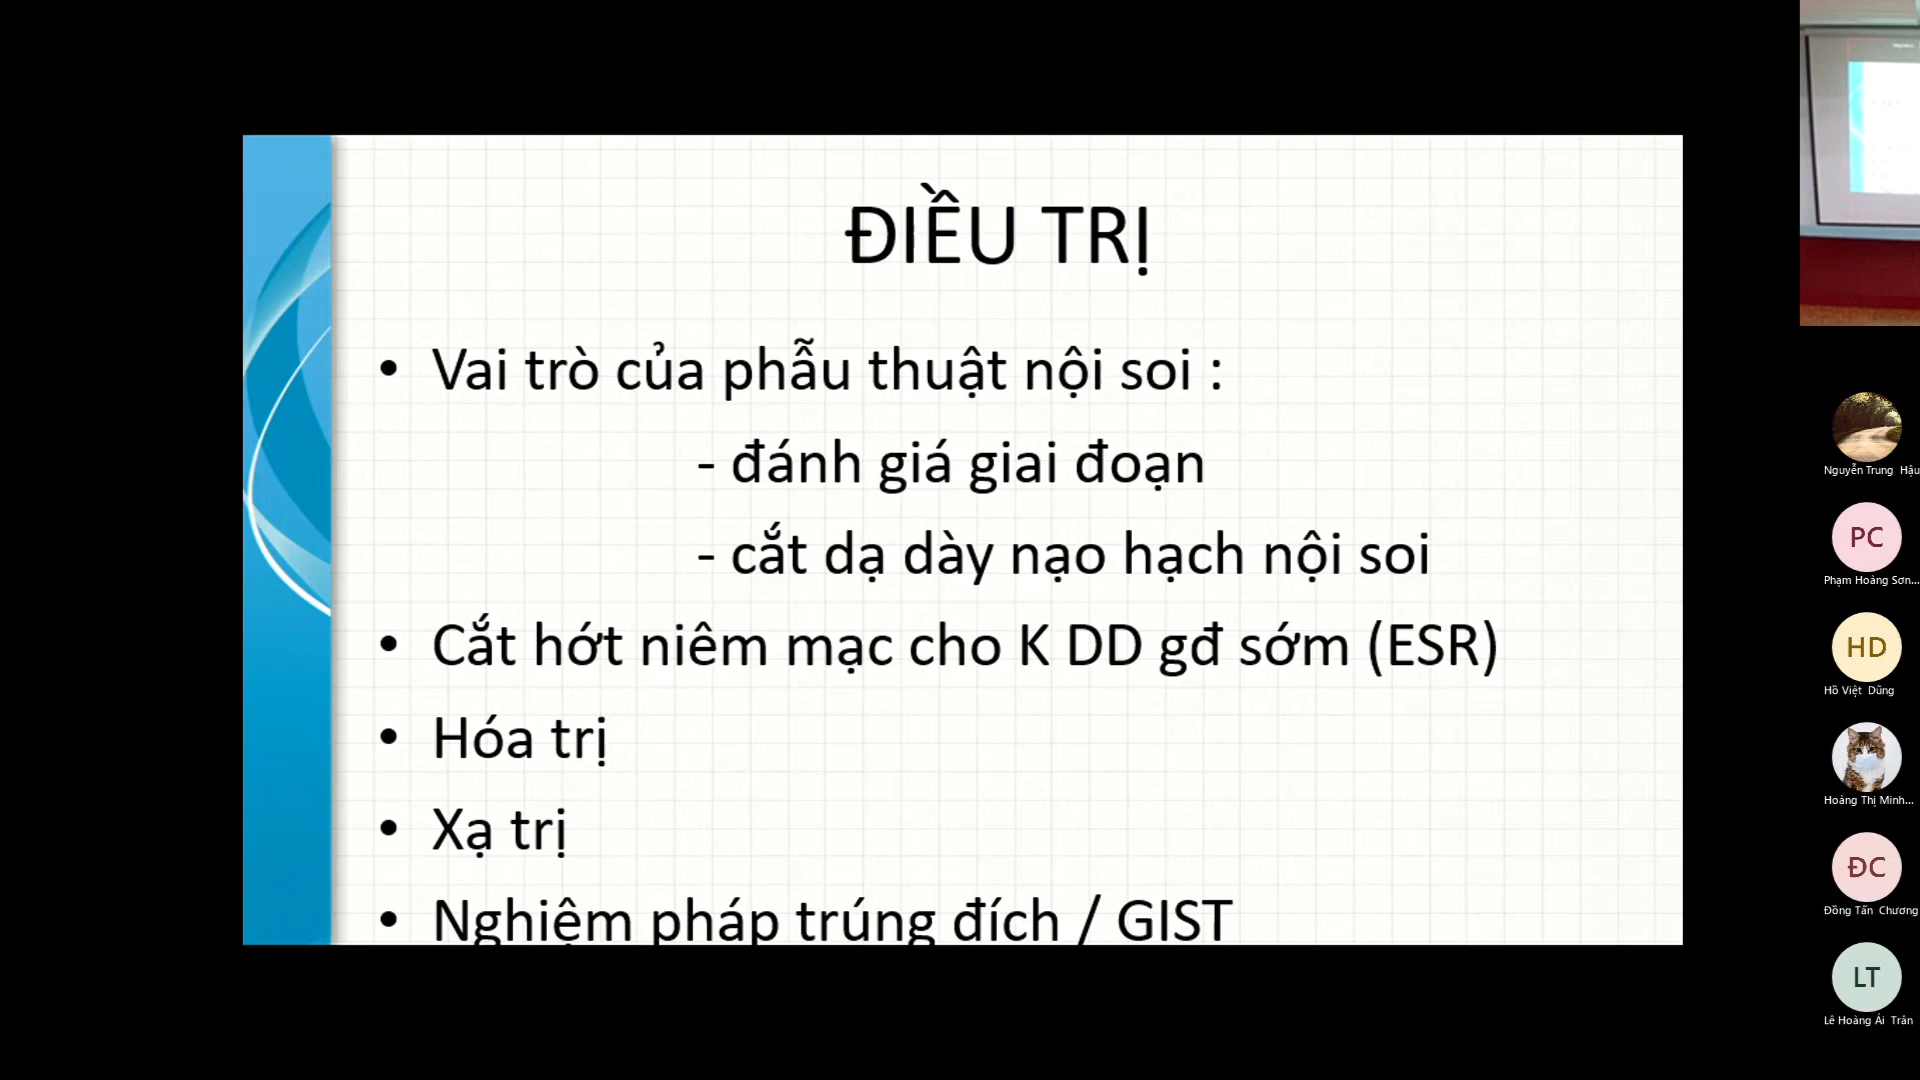 ĐIỀU TRỊ
• Vai trò của phẫu thuật nội soi :
- đánh giá giai đoạn
- cắt dạ dày nạo hạch nội soi
• Cắt hớt niêm mạc cho K DD gđ sớm (ESR)
• Hóa trị
• Xạ trị
• Nghiệm pháp trúng đích / GIST
Nguyễn Trung Hậu
PC
Phạm Hoàng Sơn...
HD
Hồ Việt Dũng
Hoàng Thị Minh...
ĐC
Đồng Tấn Chương
LT
Lê Hoàng Ái Trân